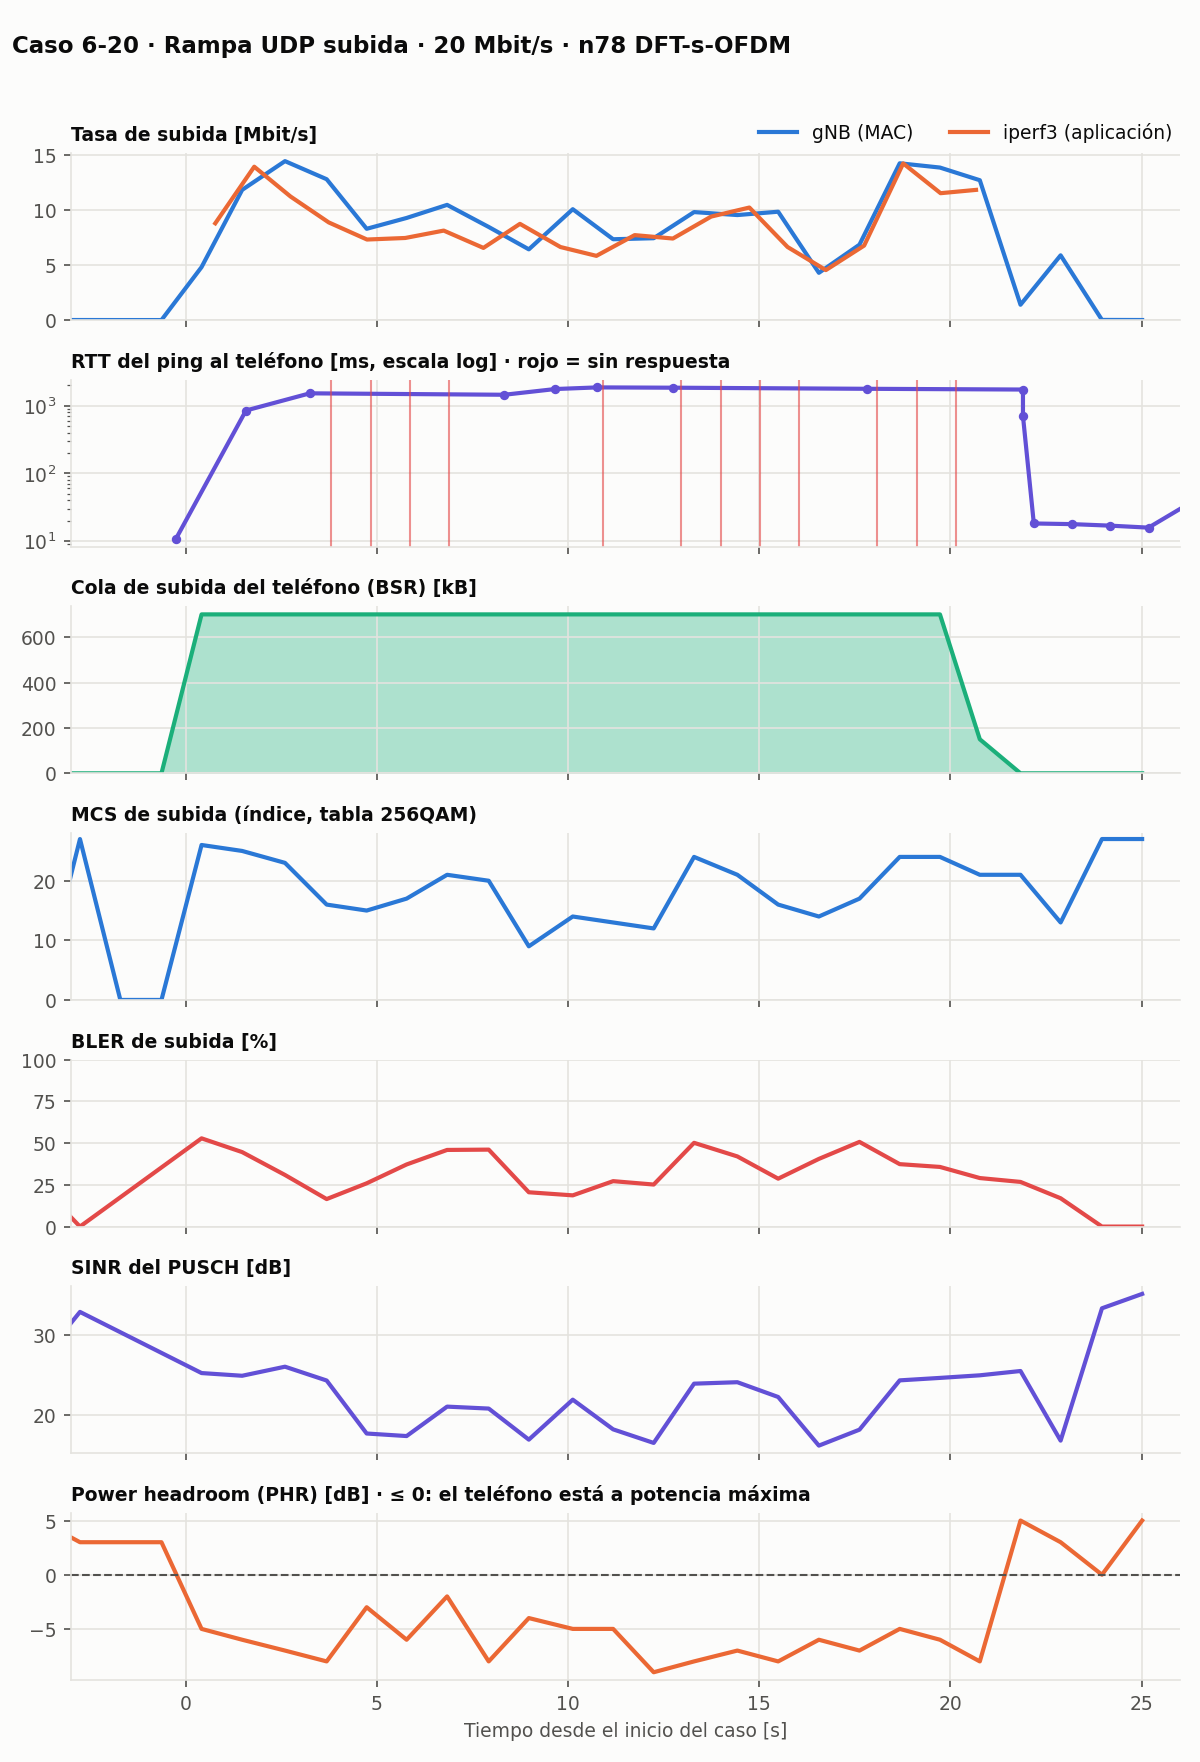 Caso 6-20 · Rampa UDP subida · 20 Mbit/s · n78 DFT-s-OFDM
Tasa de subida [Mbit/s]
gNB (MAC)
iperf3 (aplicación)
15
10
5
0
RTT del ping al teléfono [ms, escala log] · rojo = sin respuesta
10³
10²
10¹
Cola de subida del teléfono (BSR) [kB]
600
400
200
0
MCS de subida (índice, tabla 256QAM)
20
10
0
BLER de subida [%]
100
75
50
25
0
SINR del PUSCH [dB]
30
20
Power headroom (PHR) [dB] · ≤ 0: el teléfono está a potencia máxima
5
0
−5
0 5 10 15 20 25
Tiempo desde el inicio del caso [s]